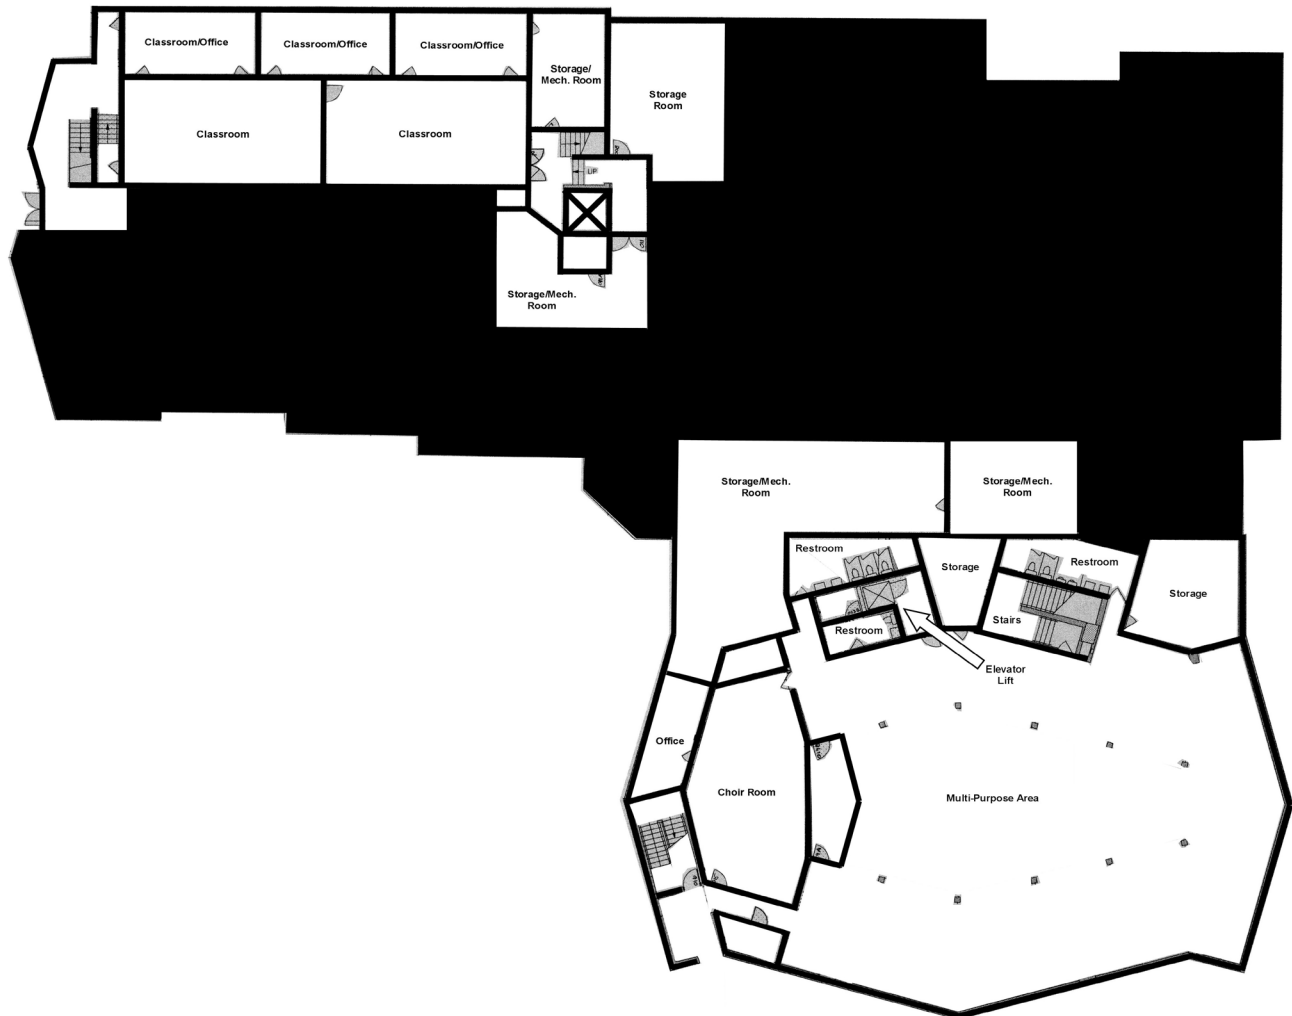 Classroom/Office
Classroom/Office
Classroom/Office
Storage/
Mech. Room
Storage
Room
Classroom
Classroom
UP
Storage/Mech.
Room
Storage/Mech.
Room
Storage/Mech.
Room
Restroom
Storage
Restroom
Storage
Restroom
Stairs
Elevator
Lift
Office
Choir Room
Multi-Purpose Area